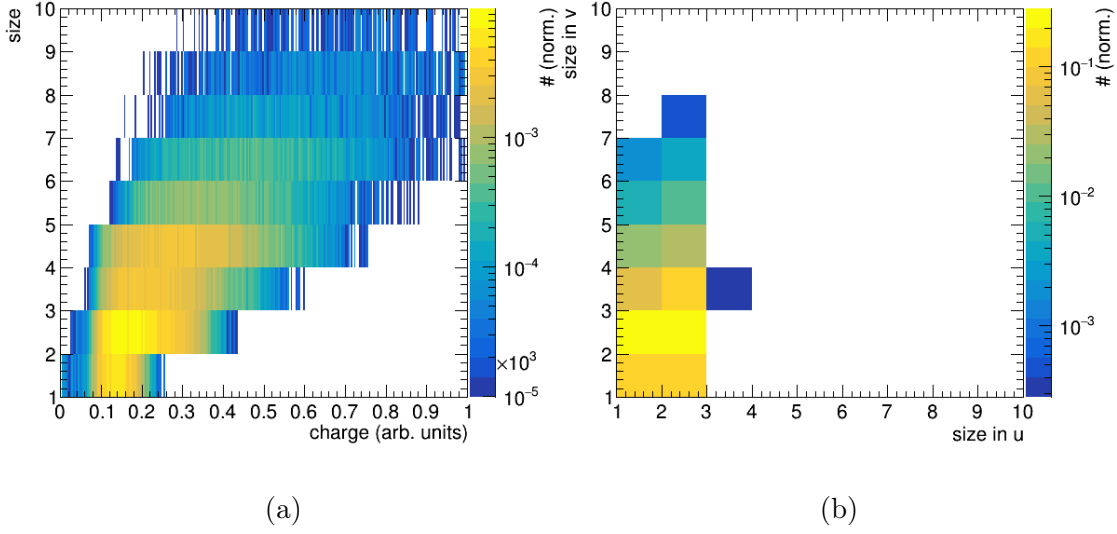 size
10
9
8
7
6
5
4
3
2
1
0 0.1 0.2 0.3 0.4 0.5 0.6 0.7 0.8 0.9 1
×10³
charge (arb. units)
# (norm.)
10⁻³
10⁻⁴
10⁻⁵
size in v
10
9
8
7
6
5
4
3
2
1
1 2 3 4 5 6 7 8 9 10
size in u
# (norm.)
10⁻¹
10⁻²
10⁻³
(a)
(b)